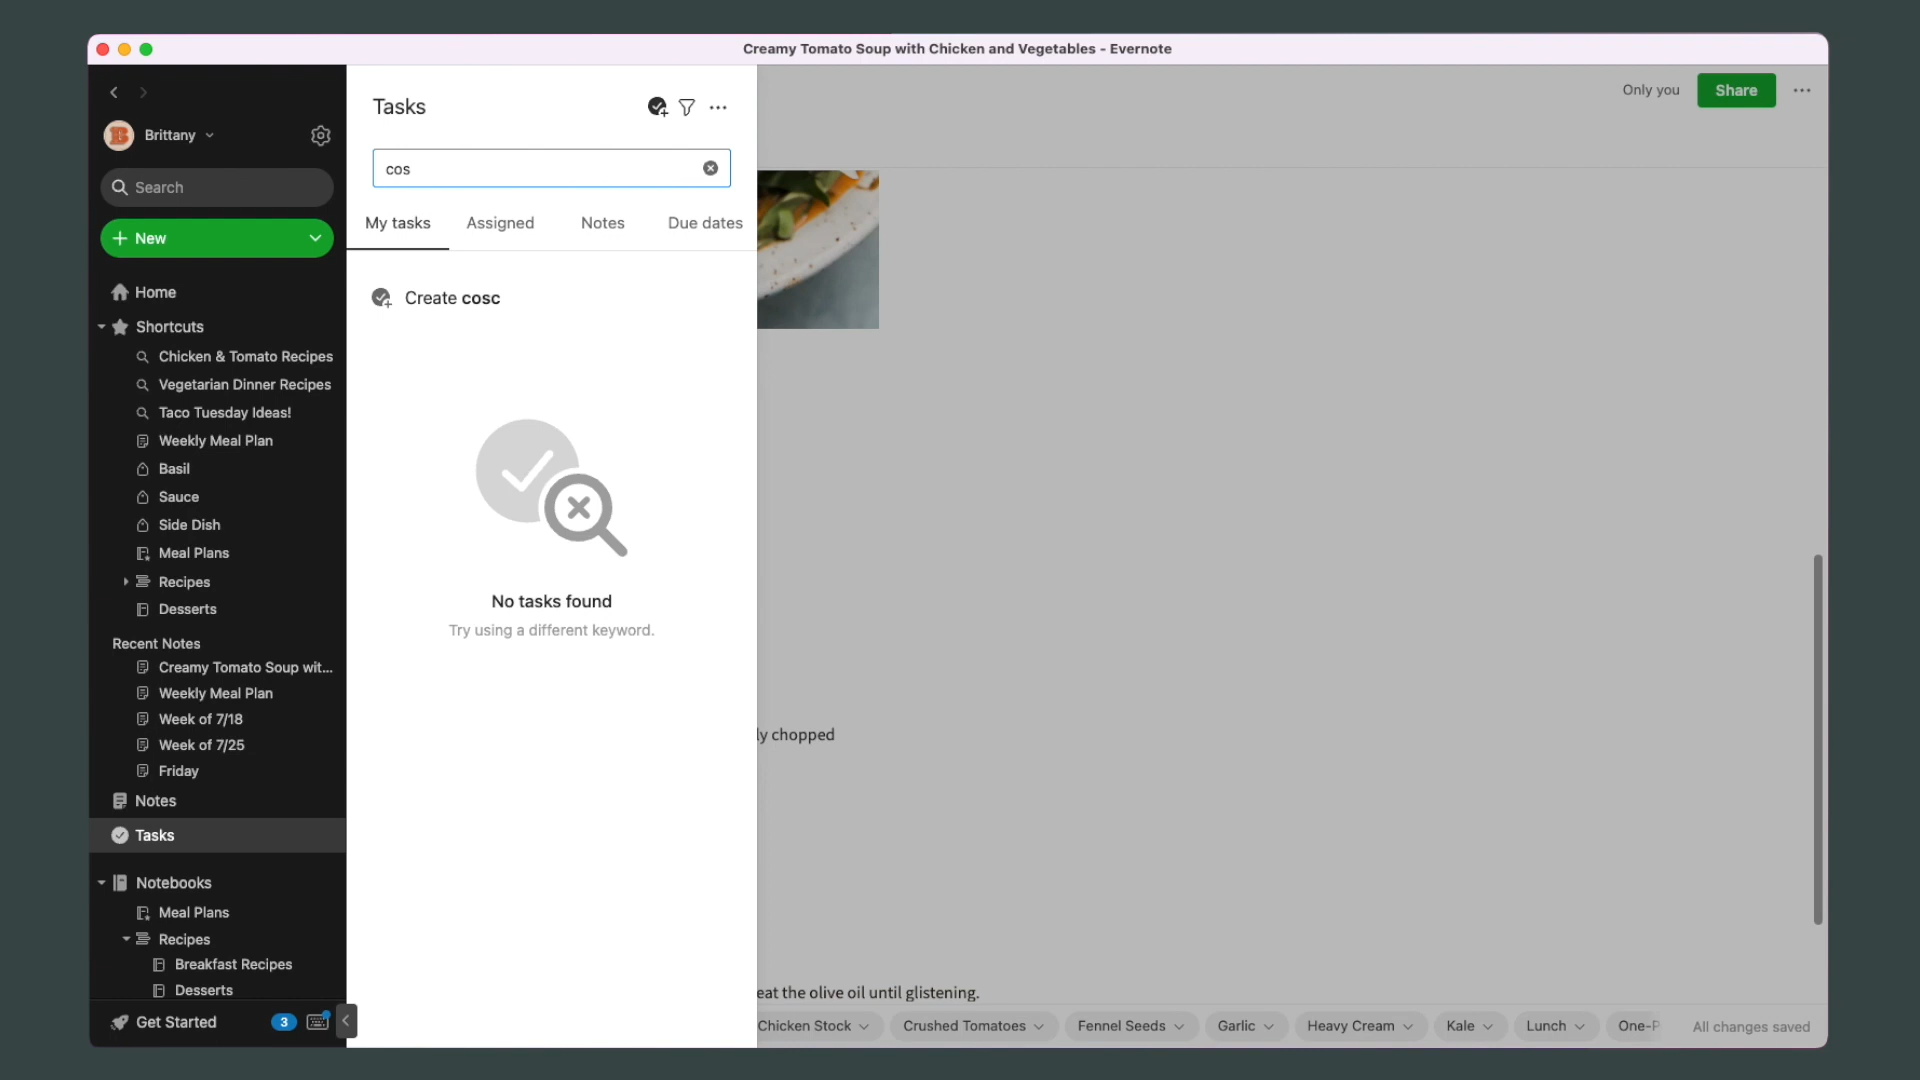 Creamy Tomato Soup with Chicken and Vegetables - Evernote
Brittany
Search
New
Home
Shortcuts
Chicken & Tomato Recipes
Vegetarian Dinner Recipes
Taco Tuesday Ideas!
Weekly Meal Plan
Basil
Sauce
Side Dish
Meal Plans
Recipes
Desserts
Recent Notes
Creamy Tomato Soup wit...
Weekly Meal Plan
Week of 7/18
Week of 7/25
Friday
Notes
Tasks
Notebooks
Meal Plans
Recipes
Breakfast Recipes
Desserts
Get Started 3
Tasks
cos
My tasks Assigned Notes Due dates
Create cosc
No tasks found
Try using a different keyword.
Only you Share
ly chopped
eat the olive oil until glistening.
Chicken Stock Crushed Tomatoes Fennel Seeds Garlic Heavy Cream Kale Lunch One-P All changes saved